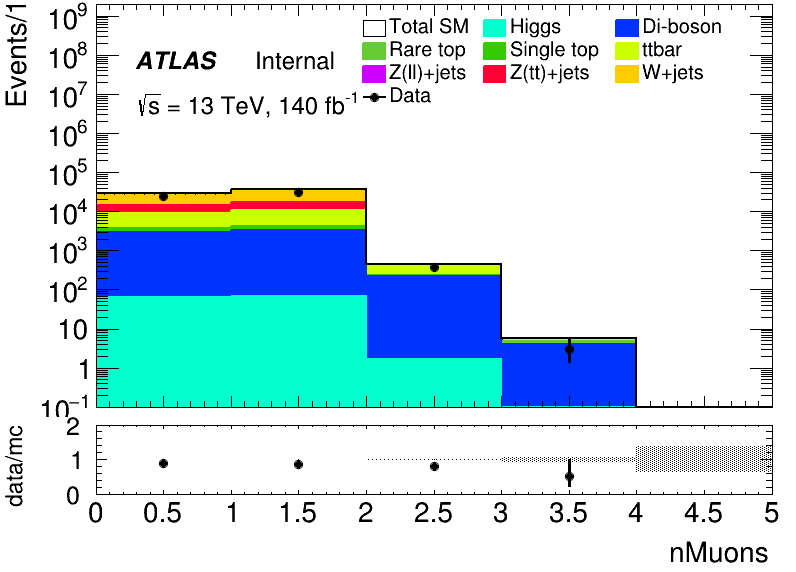 Events/1
10⁹
10⁸
10⁷
10⁶
10⁵
10⁴
10³
10²
10
1
10⁻¹
ATLAS Internal
√s = 13 TeV, 140 fb⁻¹
Total SM Higgs Di-boson
Rare top Single top ttbar
Z(ll)+jets Z(tt)+jets W+jets
Data
data/mc
2
1
0
0 0.5 1 1.5 2 2.5 3 3.5 4 4.5 5
nMuons